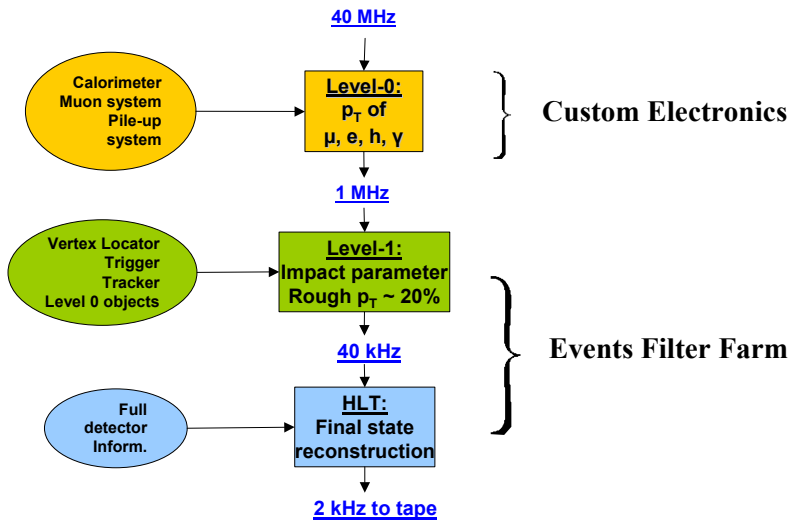 40 MHz
Calorimeter
Muon system
Pile-up
system
Level-0:
pT of
μ, e, h, γ
Custom Electronics
1 MHz
Vertex Locator
Trigger
Tracker
Level 0 objects
Level-1:
Impact parameter
Rough pT ~ 20%
Events Filter Farm
40 kHz
Full
detector
Inform.
HLT:
Final state
reconstruction
2 kHz to tape